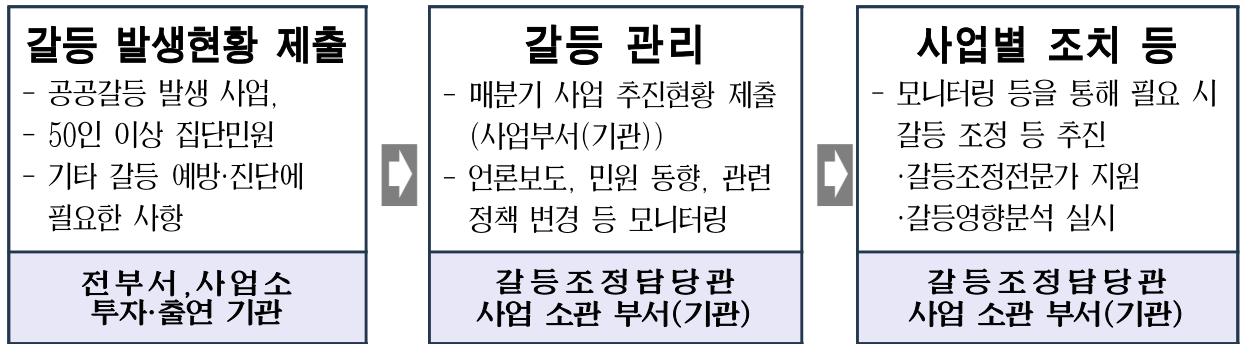 갈등 발생현황 제출
- 공공갈등 발생 사업,
- 50인 이상 집단민원
- 기타 갈등 예방·진단에
필요한 사항
전부서,사업소
투자·출연 기관
갈등 관리
- 매분기 사업 추진현황 제출
(사업부서(기관))
- 언론보도, 민원 동향, 관련
정책 변경 등 모니터링
갈등조정담당관
사업 소관 부서(기관)
사업별 조치 등
- 모니터링 등을 통해 필요 시
갈등 조정 등 추진
·갈등조정전문가 지원
·갈등영향분석 실시
갈등조정담당관
사업 소관 부서(기관)